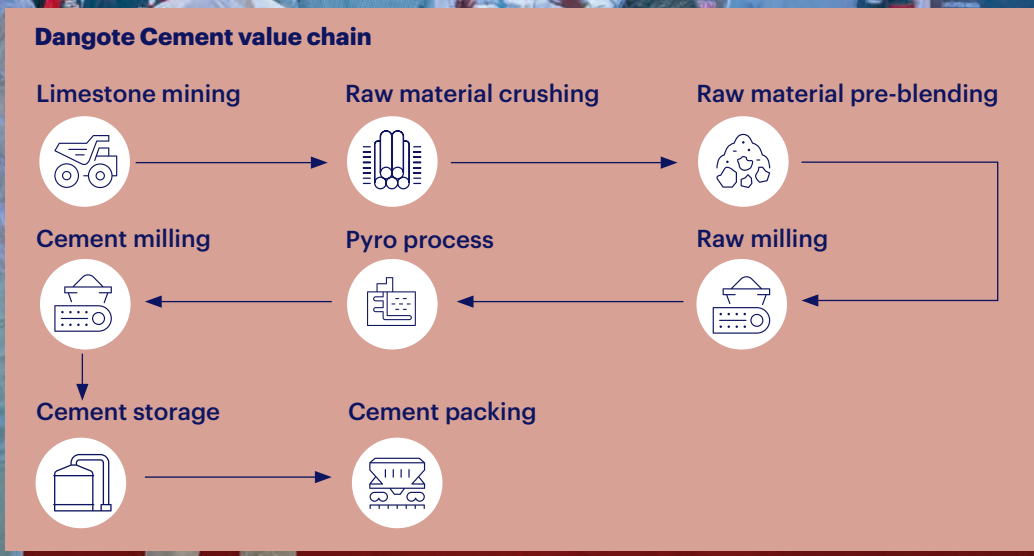 Dangote Cement value chain
Limestone mining
Raw material crushing
Raw material pre-blending
Cement milling
Pyro process
Raw milling
Cement storage
Cement packing